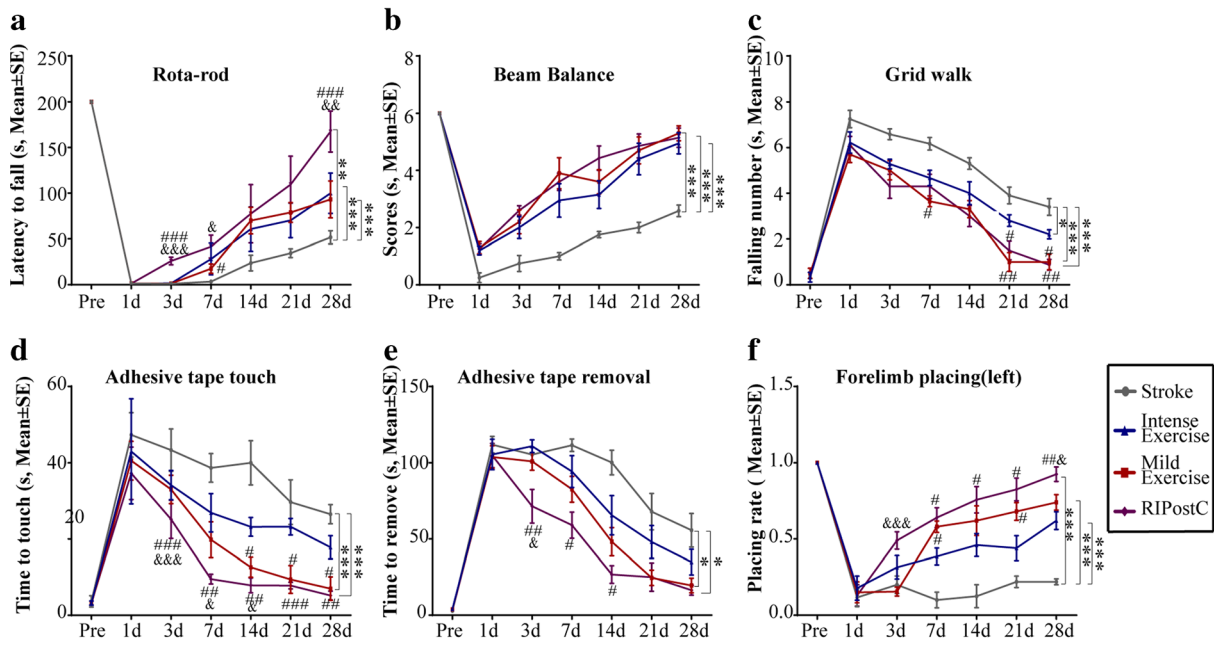 a
Rota-rod
Latency to fall (s, Mean±SE)
250
200
150
100
50
0
Pre 1d 3d 7d 14d 21d 28d
###
&&&
&
#
###
&&
**
***
***
b
Beam Balance
Scores (s, Mean±SE)
8
6
4
2
0
Pre 1d 3d 7d 14d 21d 28d
***
***
***
c
Grid walk
Falling number (s, Mean±SE)
10
8
6
4
2
0
Pre 1d 3d 7d 14d 21d 28d
#
#
##
#
##
*
***
***
d
Adhesive tape touch
Time to touch (s, Mean±SE)
60
40
20
0
Pre 1d 3d 7d 14d 21d 28d
###
&&&
##
&
#
##
&
#
###
#
##
***
***
e
Adhesive tape removal
Time to remove (s, Mean±SE)
150
100
50
0
Pre 1d 3d 7d 14d 21d 28d
##
&
#
#
*
*
f
Forelimb placing(left)
Placing rate ( Mean±SE)
1.5
1.0
0.5
0.0
Pre 1d 3d 7d 14d 21d 28d
&&&
#
#
#
#
#
##&
***
***
***
Stroke
Intense
Exercise
Mild
Exercise
RIPostC